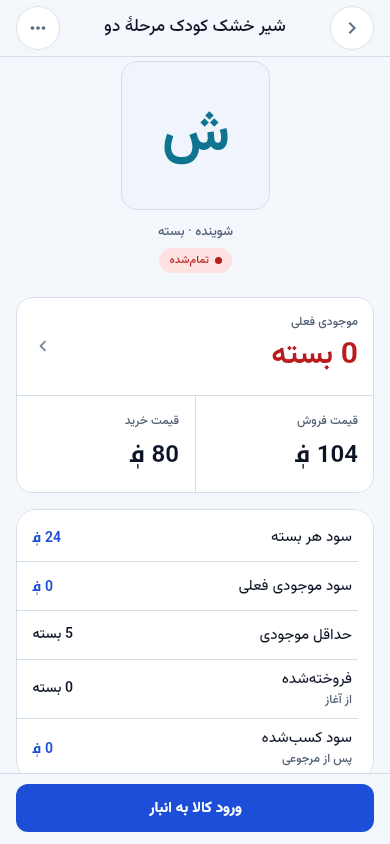 شیر خشک کودک مرحلهٔ دو
ش
شوینده · بسته
تمام‌شده
موجودی فعلی
0 بسته
قیمت فروش
104 ؋
قیمت خرید
80 ؋
سود هر بسته
24 ؋
سود موجودی فعلی
0 ؋
حداقل موجودی
5 بسته
فروخته‌شده
از آغاز
0 بسته
سود کسب‌شده
پس از مرجوعی
0 ؋
ورود کالا به انبار